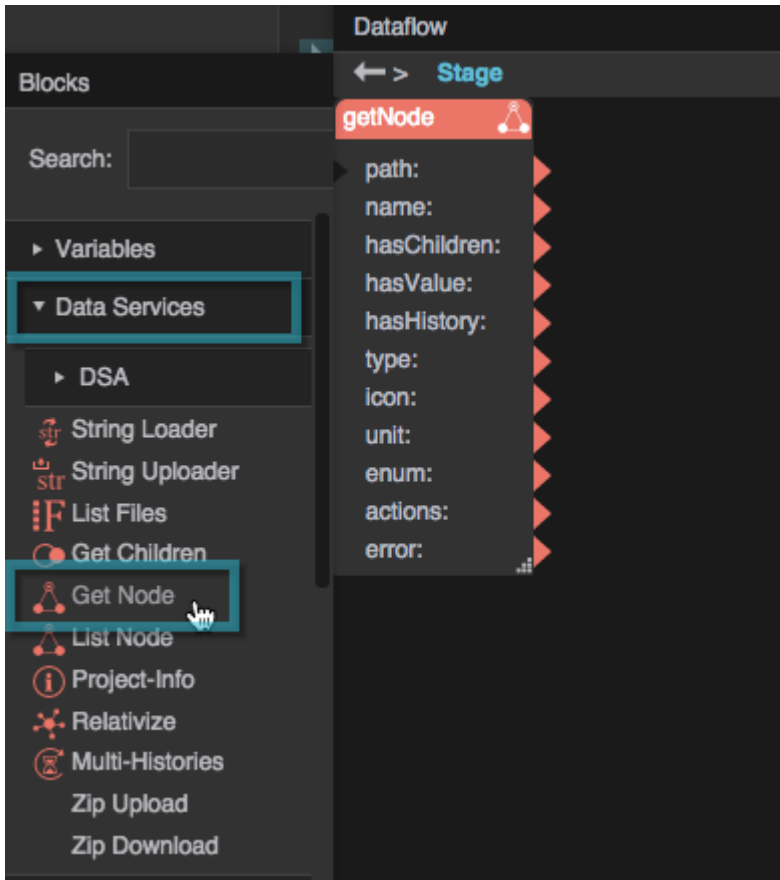 Dataflow
← > Stage
Blocks
Search:
Variables
Data Services
DSA
str String Loader
str String Uploader
F List Files
Get Children
Get Node
List Node
i Project-Info
Relativize
Multi-Histories
Zip Upload
Zip Download
getNode
path:
name:
hasChildren:
hasValue:
hasHistory:
type:
icon:
unit:
enum:
actions:
error: